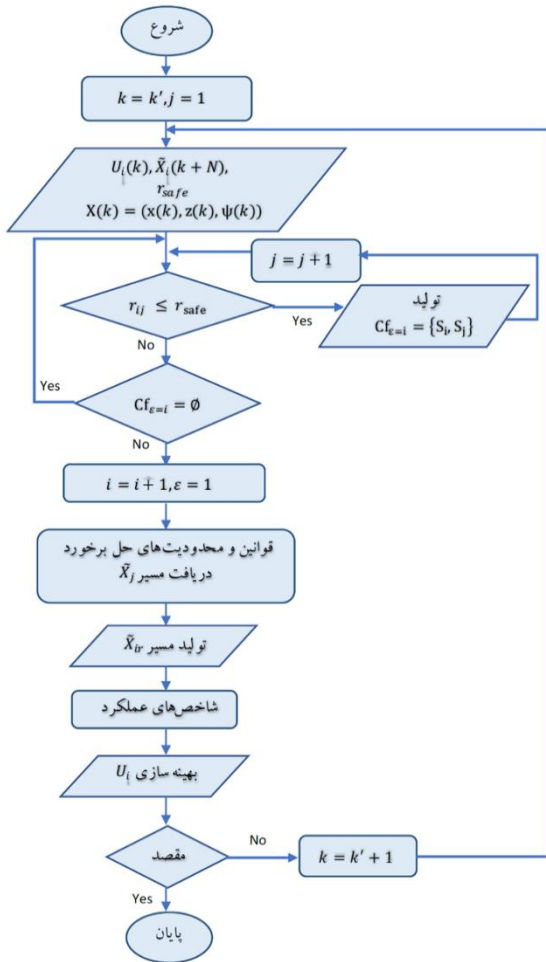 شروع
k = k′, j = 1
U_i(k), X̃_i(k + N),
r_safe
X(k) = (x(k), z(k), ψ(k))
j = j + 1
r_ij ≤ r_safe
Yes
تولید
Cf_ε=i = {S_i, S_j}
No
Yes
Cf_ε=i = ∅
No
i = i + 1, ε = 1
قوانین و محدودیت‌های حل برخورد
دریافت مسیر X̃_j
تولید مسیر X̃_ir
شاخص‌های عملکرد
بهینه سازی U_i
مقصد
No
k = k′ + 1
Yes
پایان